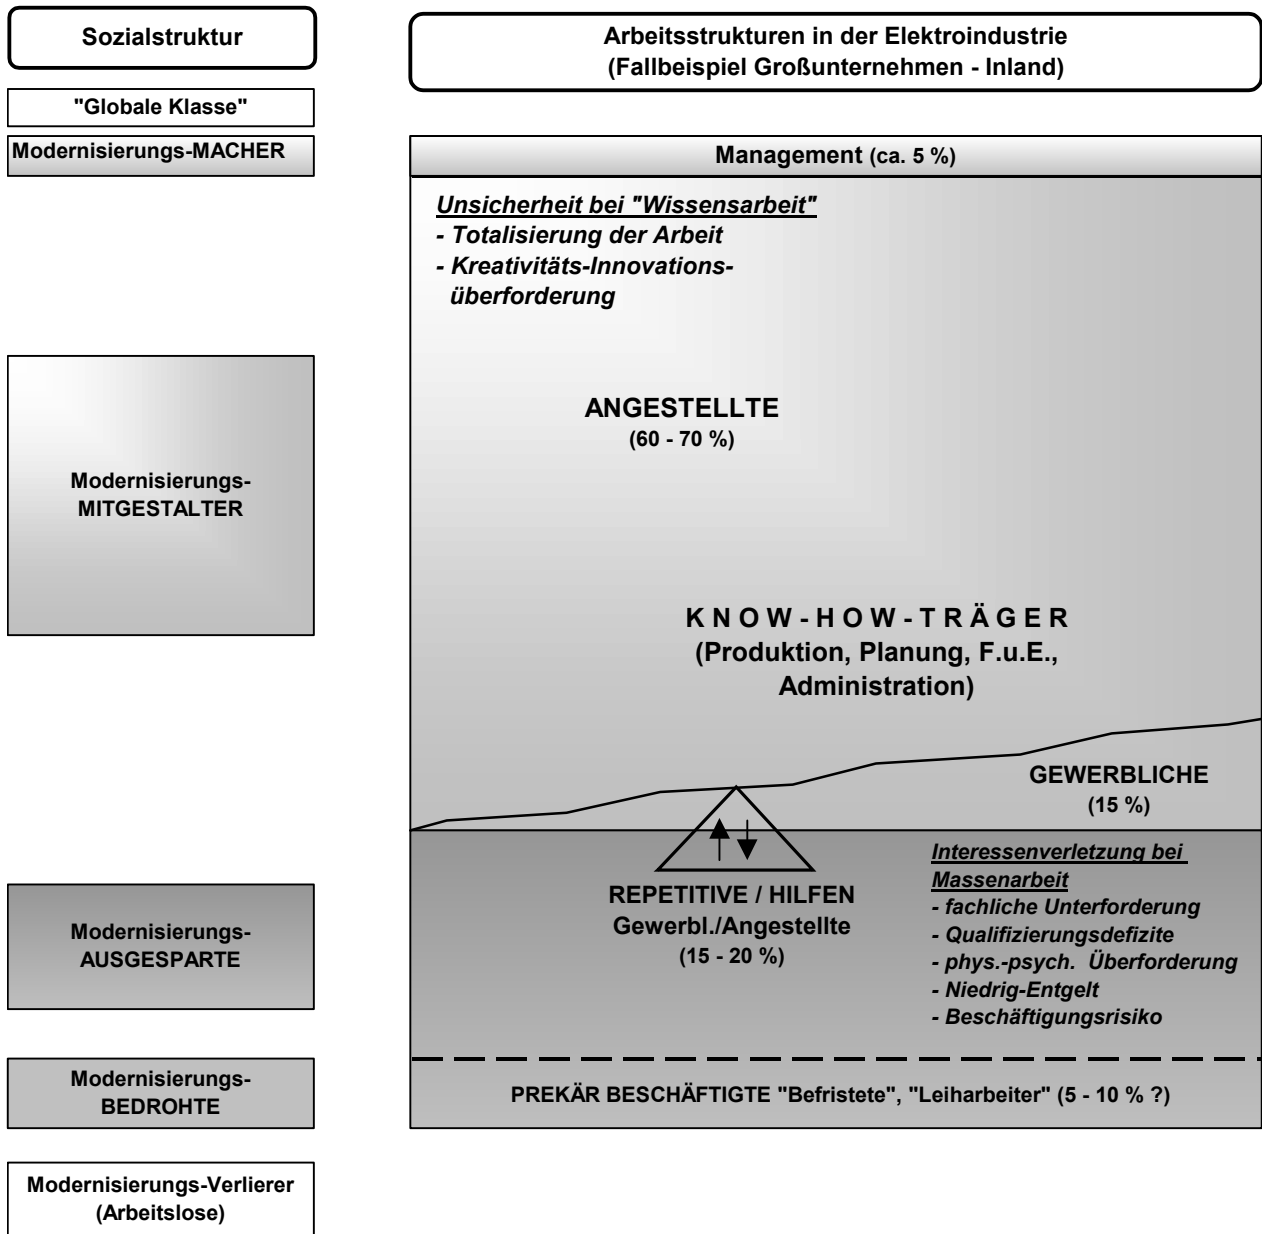 Sozialstruktur
"Globale Klasse"
Modernisierungs-MACHER
Modernisierungs-
MITGESTALTER
Modernisierungs-
AUSGESPARTE
Modernisierungs-
BEDROHTE
Modernisierungs-Verlierer
(Arbeitslose)
Arbeitsstrukturen in der Elektroindustrie
(Fallbeispiel Großunternehmen - Inland)
Management (ca. 5 %)
Unsicherheit bei "Wissensarbeit"
- Totalisierung der Arbeit
- Kreativitäts-Innovations-
überforderung
ANGESTELLTE
(60 - 70 %)
K N O W - H O W - T R Ä G E R
(Produktion, Planung, F.u.E.,
Administration)
GEWERBLICHE
(15 %)
REPETITIVE / HILFEN
Gewerbl./Angestellte
(15 - 20 %)
Interessenverletzung bei
Massenarbeit
- fachliche Unterforderung
- Qualifizierungsdefizite
- phys.-psych. Überforderung
- Niedrig-Entgelt
- Beschäftigungsrisiko
PREKÄR BESCHÄFTIGTE "Befristete", "Leiharbeiter" (5 - 10 % ?)